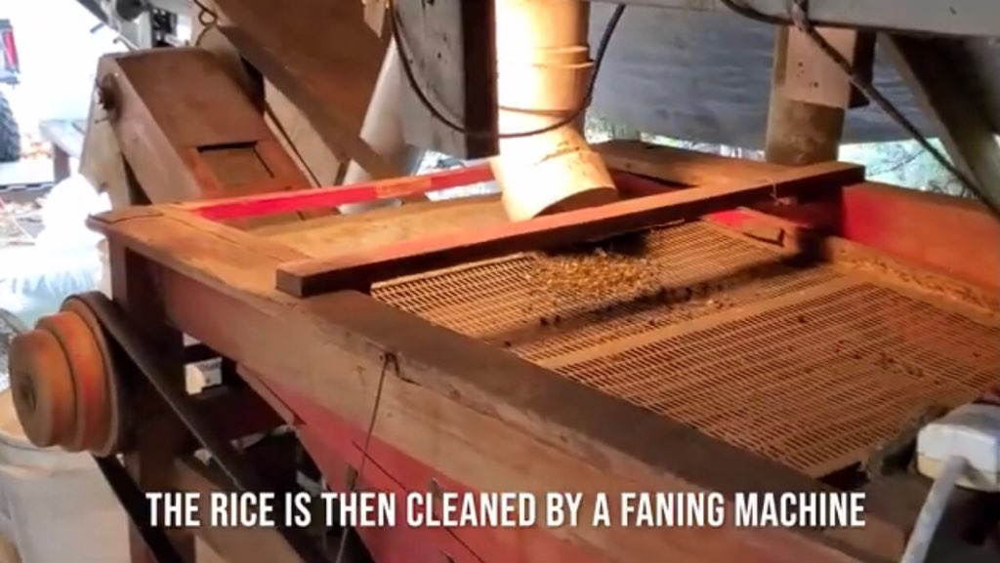 THE RICE IS THEN CLEANED BY A FANING MACHINE